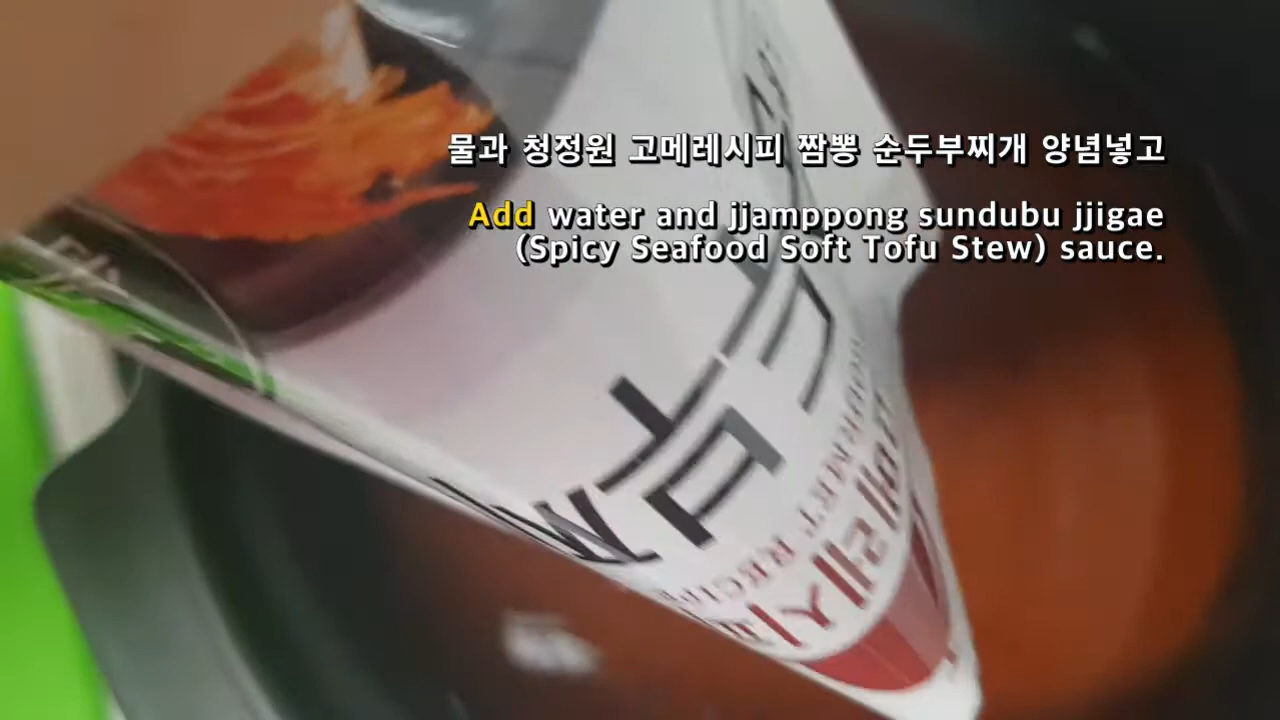 물과 청정원 고메레시피 짬뽕 순두부찌개 양념넣고
Add water and jjamppong sundubu jjigae
(Spicy Seafood Soft Tofu Stew) sauce.